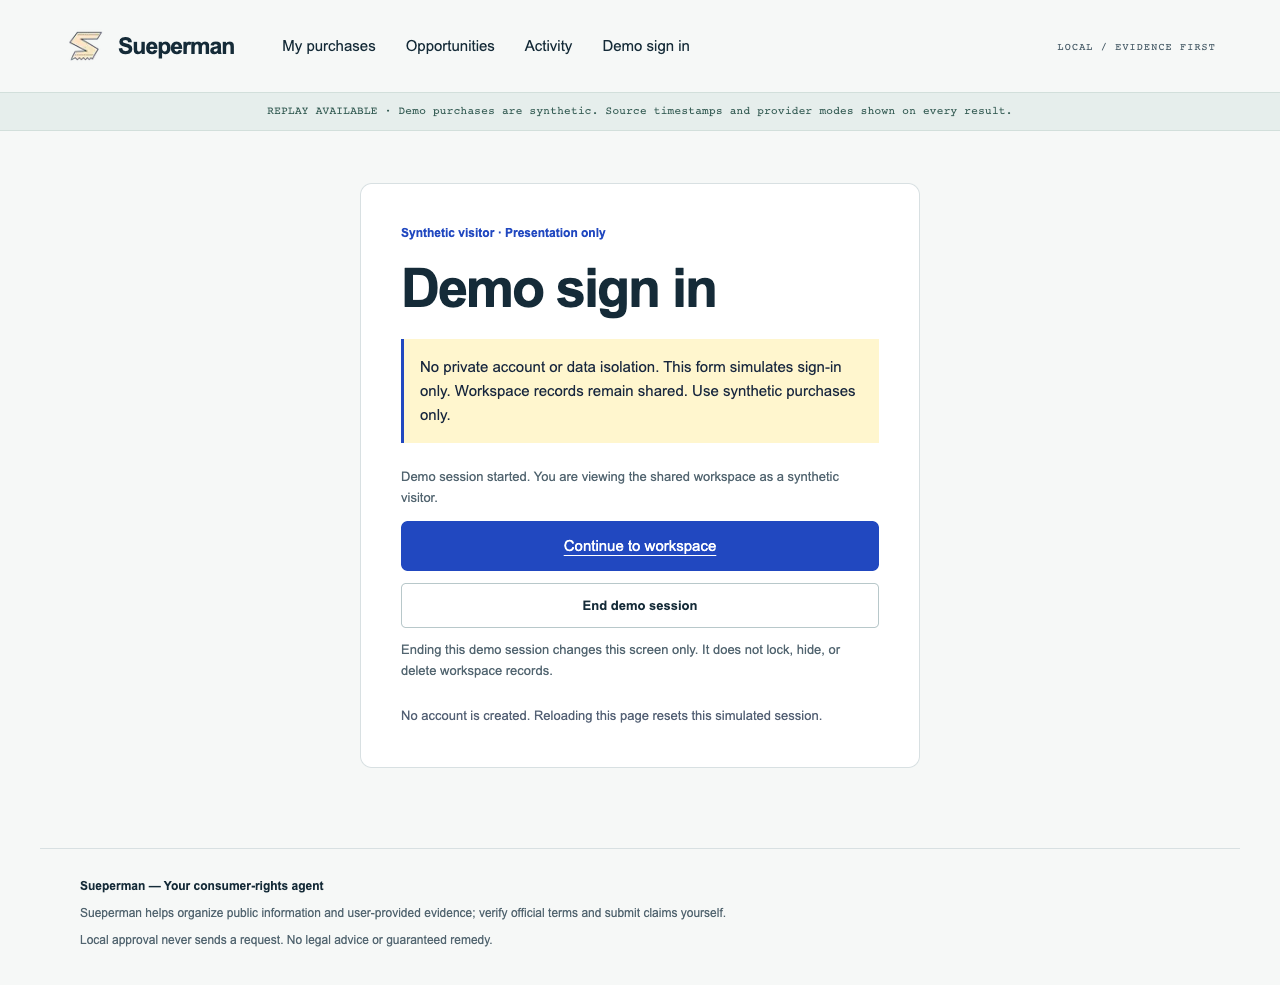 Sueperman
My purchases
Opportunities
Activity
Demo sign in
LOCAL / EVIDENCE FIRST
REPLAY AVAILABLE · Demo purchases are synthetic. Source timestamps and provider modes shown on every result.
Synthetic visitor · Presentation only
Demo sign in
No private account or data isolation. This form simulates sign-in
only. Workspace records remain shared. Use synthetic purchases
only.
Demo session started. You are viewing the shared workspace as a synthetic
visitor.
Continue to workspace
End demo session
Ending this demo session changes this screen only. It does not lock, hide, or
delete workspace records.
No account is created. Reloading this page resets this simulated session.
Sueperman — Your consumer-rights agent
Sueperman helps organize public information and user-provided evidence; verify official terms and submit claims yourself.
Local approval never sends a request. No legal advice or guaranteed remedy.